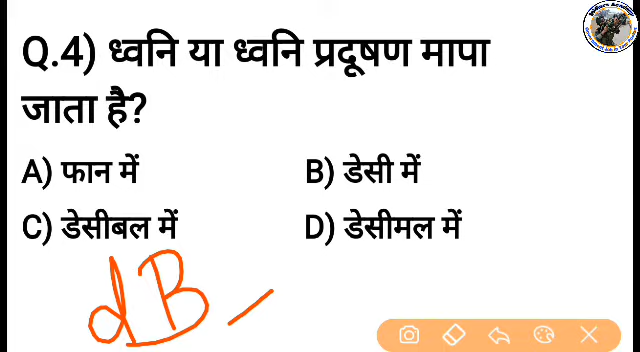 Q.4) ध्वनि या ध्वनि प्रदूषण मापा
जाता है?
A) फान में B) डेसी में
C) डेसीबल में D) डेसीमल में
dB -